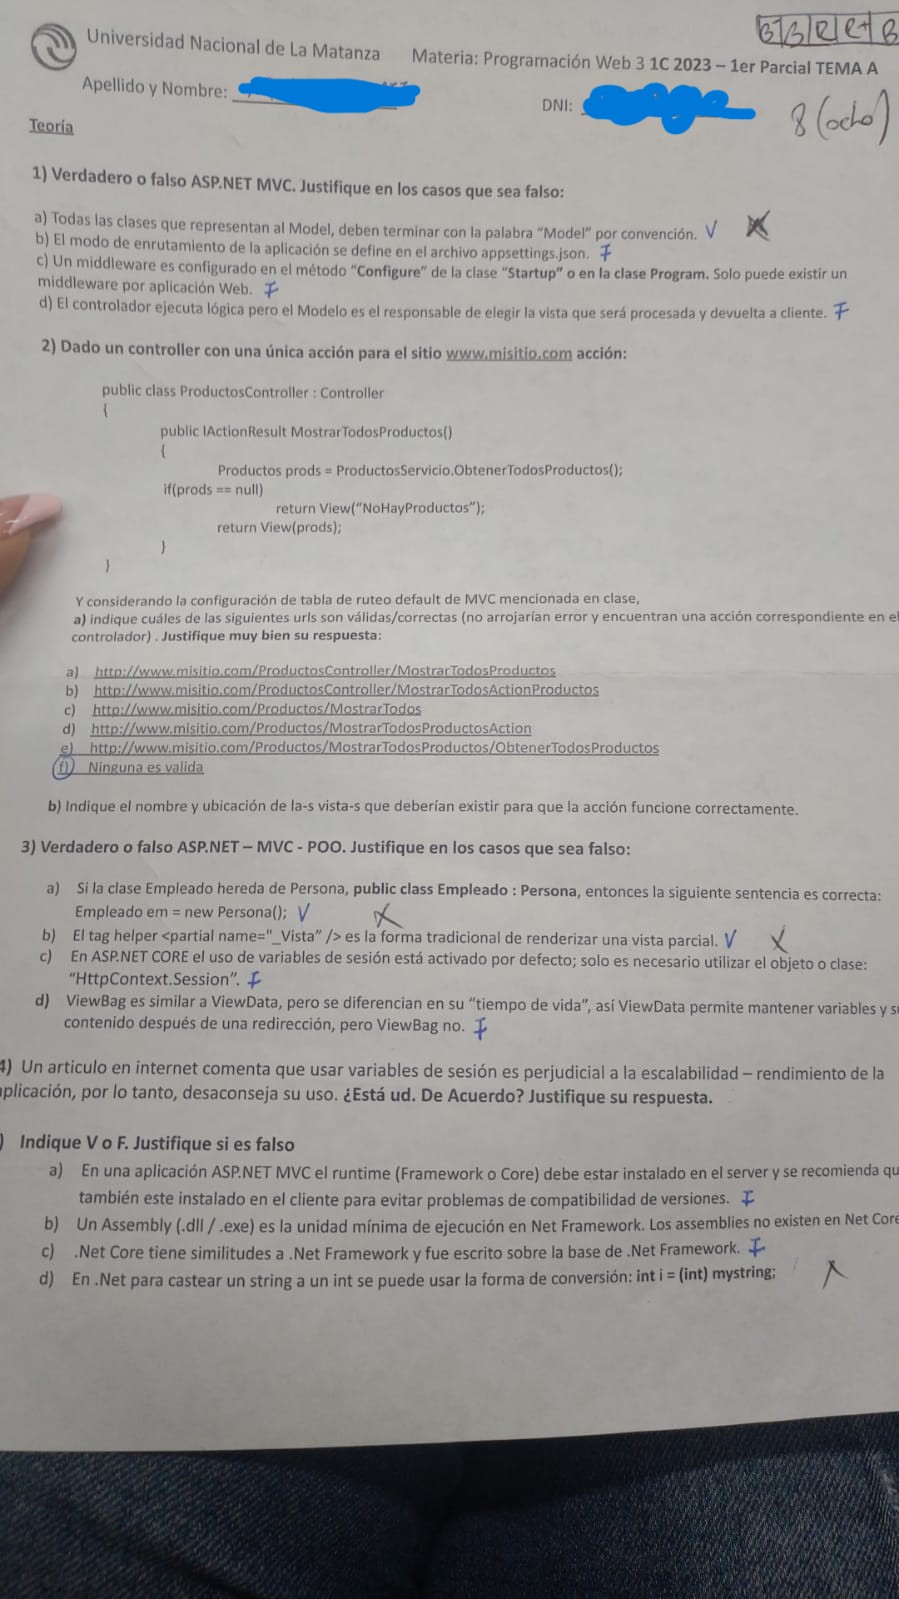 B|B|R|R+|B
Universidad Nacional de La Matanza Materia: Programación Web 3 1C 2023 – 1er Parcial TEMA A
Apellido y Nombre:
DNI:
8 (ocho)
Teoría
1) Verdadero o falso ASP.NET MVC. Justifique en los casos que sea falso:
a) Todas las clases que representan al Model, deben terminar con la palabra “Model” por convención. V
b) El modo de enrutamiento de la aplicación se define en el archivo appsettings.json. F
c) Un middleware es configurado en el método “Configure” de la clase “Startup” o en la clase Program. Solo puede existir un
middleware por aplicación Web. F
d) El controlador ejecuta lógica pero el Modelo es el responsable de elegir la vista que será procesada y devuelta a cliente. F
2) Dado un controller con una única acción para el sitio www.misitio.com acción:
public class ProductosController : Controller
{
public IActionResult MostrarTodosProductos()
{
Productos prods = ProductosServicio.ObtenerTodosProductos();
if(prods == null)
return View(“NoHayProductos”);
return View(prods);
}
}
Y considerando la configuración de tabla de ruteo default de MVC mencionada en clase,
a) indique cuáles de las siguientes urls son válidas/correctas (no arrojarían error y encuentran una acción correspondiente en el
controlador) . Justifique muy bien su respuesta:
a) http://www.misitio.com/ProductosController/MostrarTodosProductos
b) http://www.misitio.com/ProductosController/MostrarTodosActionProductos
c) http://www.misitio.com/Productos/MostrarTodos
d) http://www.misitio.com/Productos/MostrarTodosProductosAction
e) http://www.misitio.com/Productos/MostrarTodosProductos/ObtenerTodosProductos
f) Ninguna es valida
b) Indique el nombre y ubicación de la-s vista-s que deberían existir para que la acción funcione correctamente.
3) Verdadero o falso ASP.NET – MVC - POO. Justifique en los casos que sea falso:
a) Si la clase Empleado hereda de Persona, public class Empleado : Persona, entonces la siguiente sentencia es correcta:
Empleado em = new Persona(); V X
b) El tag helper <partial name="_Vista” /> es la forma tradicional de renderizar una vista parcial. V X
c) En ASP.NET CORE el uso de variables de sesión está activado por defecto; solo es necesario utilizar el objeto o clase:
“HttpContext.Session”. F
d) ViewBag es similar a ViewData, pero se diferencian en su “tiempo de vida”, así ViewData permite mantener variables y s
contenido después de una redirección, pero ViewBag no. F
4) Un articulo en internet comenta que usar variables de sesión es perjudicial a la escalabilidad – rendimiento de la
aplicación, por lo tanto, desaconseja su uso. ¿Está ud. De Acuerdo? Justifique su respuesta.
) Indique V o F. Justifique si es falso
a) En una aplicación ASP.NET MVC el runtime (Framework o Core) debe estar instalado en el server y se recomienda qu
también este instalado en el cliente para evitar problemas de compatibilidad de versiones. F
b) Un Assembly (.dll / .exe) es la unidad mínima de ejecución en Net Framework. Los assemblies no existen en Net Core
c) .Net Core tiene similitudes a .Net Framework y fue escrito sobre la base de .Net Framework. F
d) En .Net para castear un string a un int se puede usar la forma de conversión: int i = (int) mystring; X